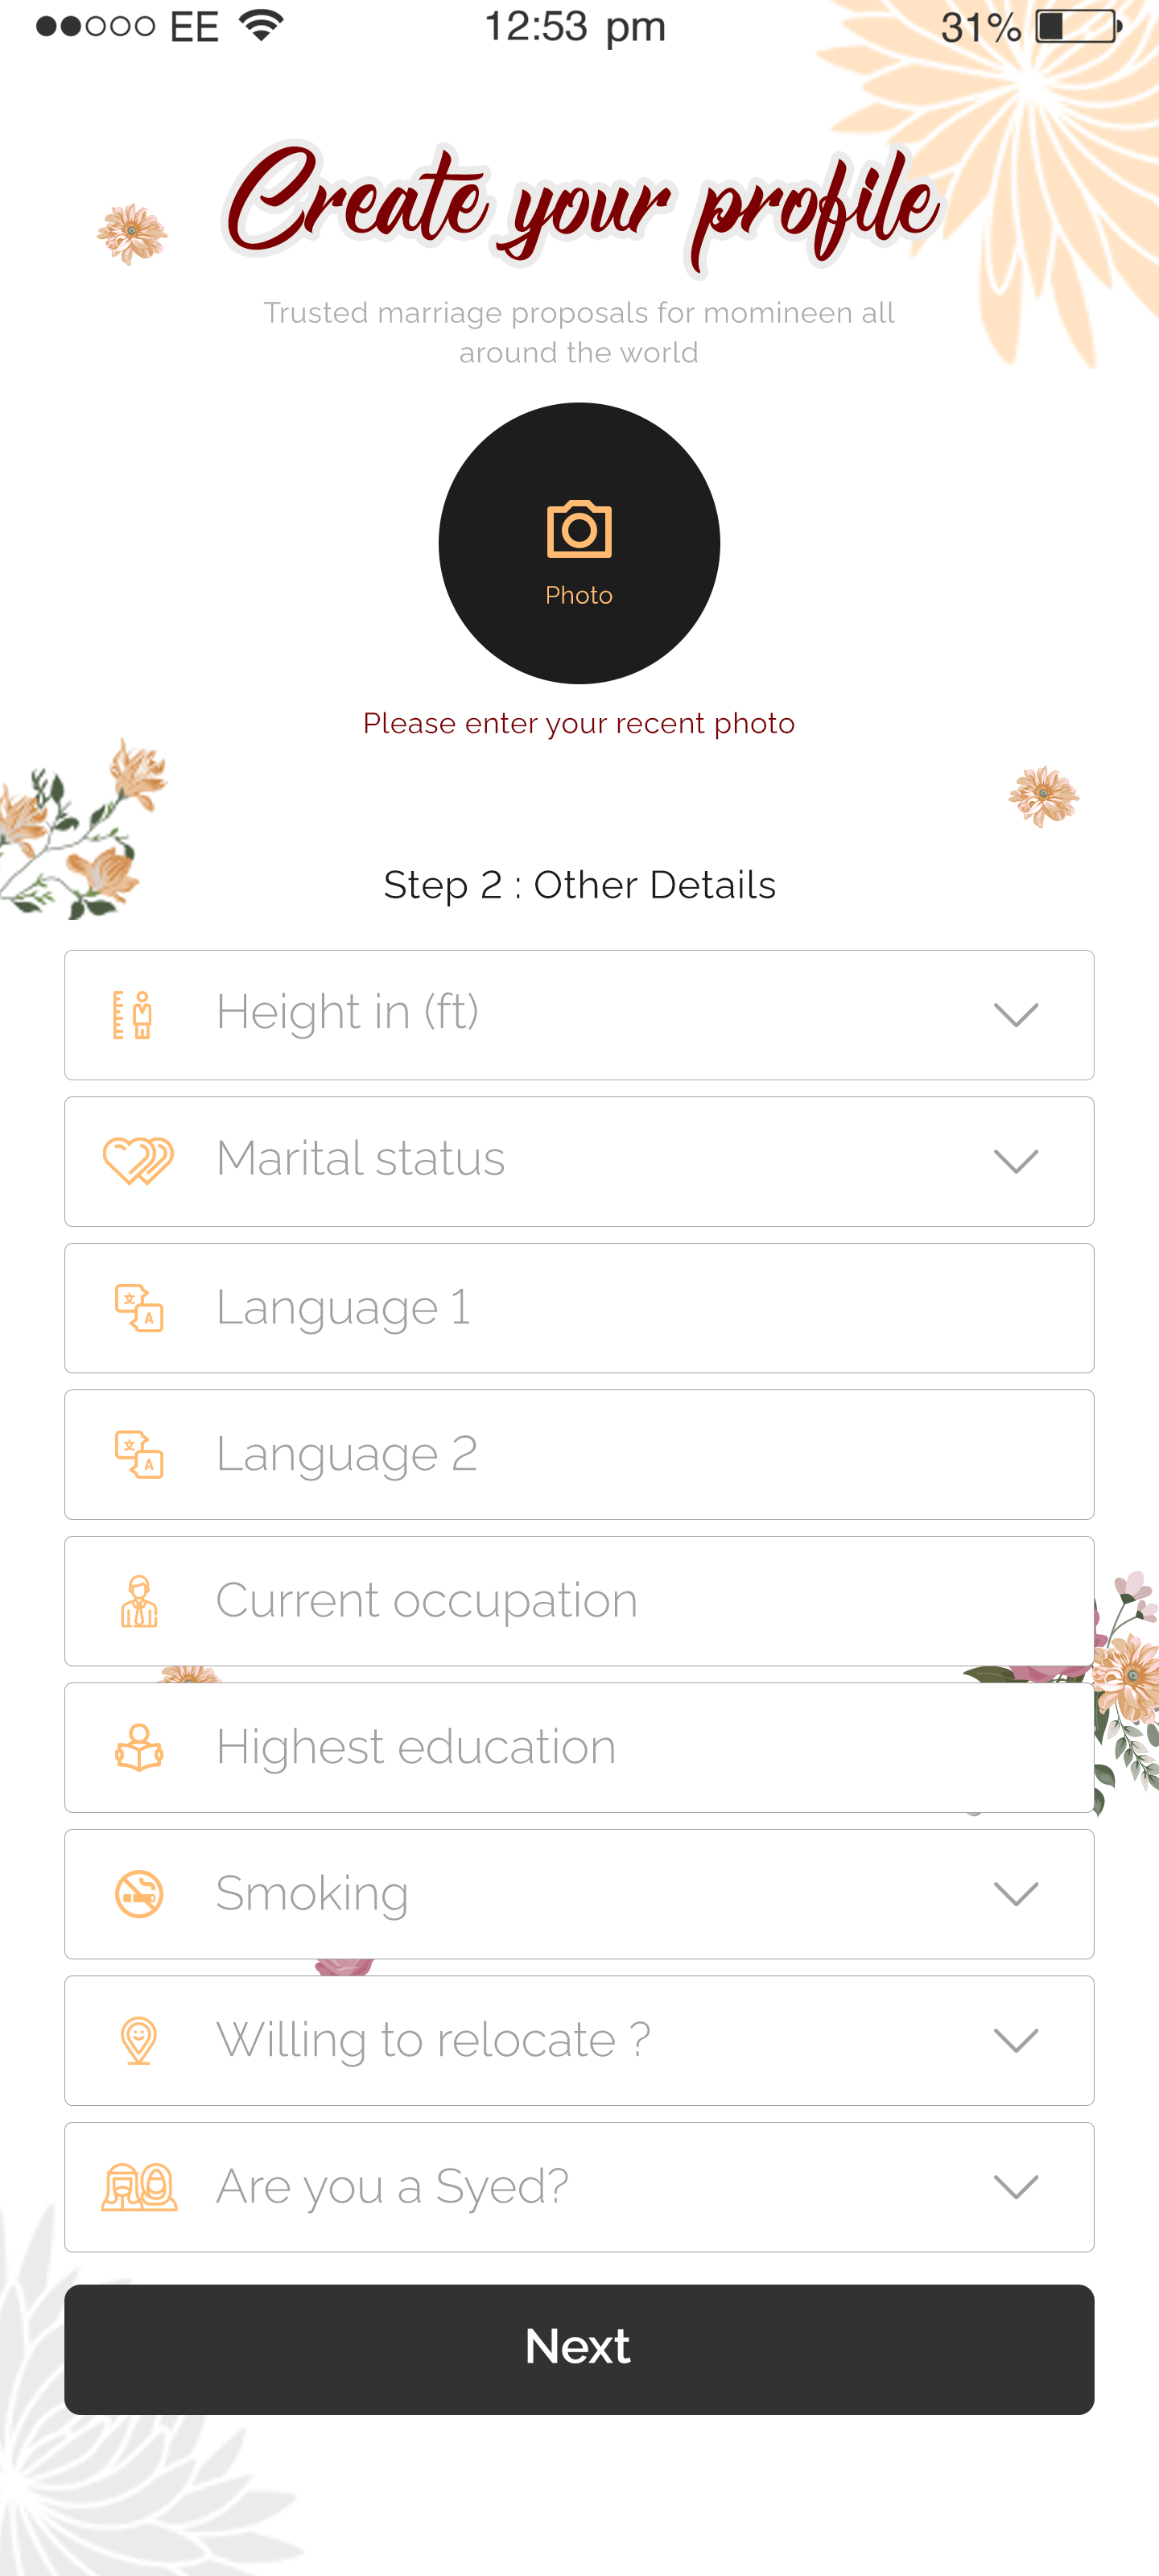 EE 12:53 pm 31%
Create your profile
Trusted marriage proposals for momineen all
around the world
Photo
Please enter your recent photo
Step 2 : Other Details
Height in (ft)
Marital status
Language 1
Language 2
Current occupation
Highest education
Smoking
Willing to relocate ?
Are you a Syed?
Next